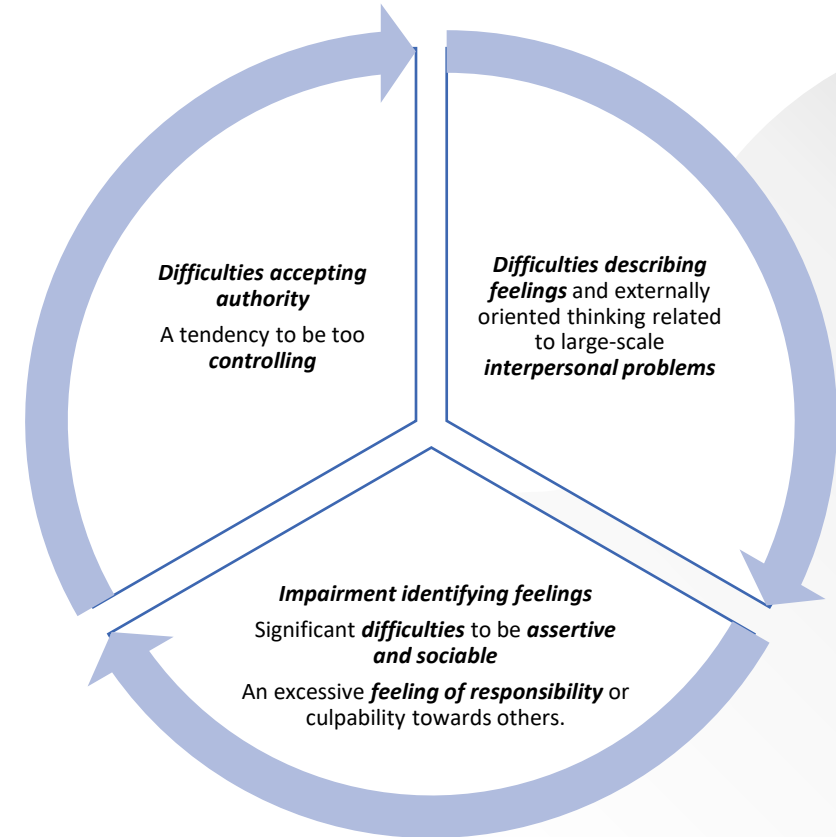 Difficulties accepting
authority
A tendency to be too
controlling
Difficulties describing
feelings and externally
oriented thinking related
to large-scale
interpersonal problems
Impairment identifying feelings
Significant difficulties to be assertive
and sociable
An excessive feeling of responsibility or
culpability towards others.